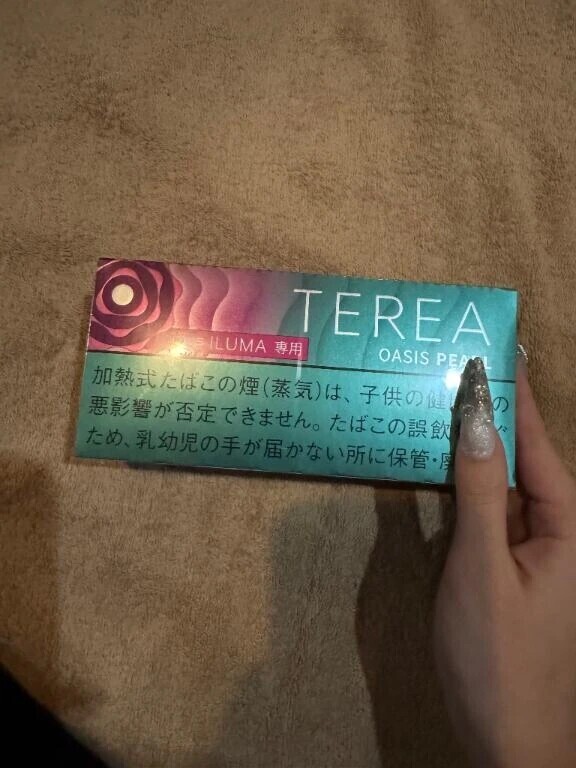 TEREA
ILUMA 専用
OASIS PEARL
加熱式たばこの煙(蒸気)は、子供の健 の
悪影響が否定できません。たばこの誤飲
ため、乳幼児の手が届かない所に保管・